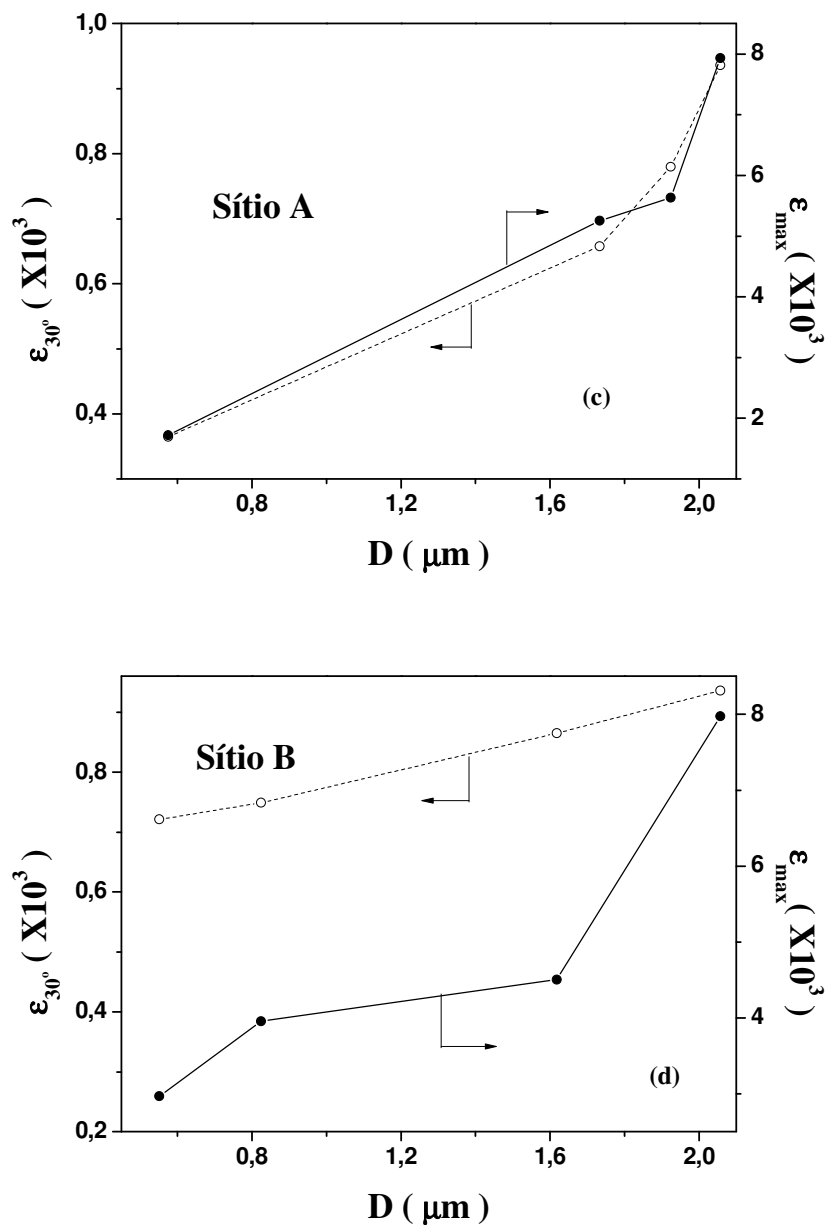 1,0
0,8
0,6
0,4
8
6
4
2
Sítio A
(c)
ε30º ( X10³ )
εmax ( X10³ )
0,8 1,2 1,6 2,0
D ( μm )
0,8
0,6
0,4
0,2
8
6
4
Sítio B
(d)
ε30º ( X10³ )
εmax ( X10³ )
0,8 1,2 1,6 2,0
D ( μm )